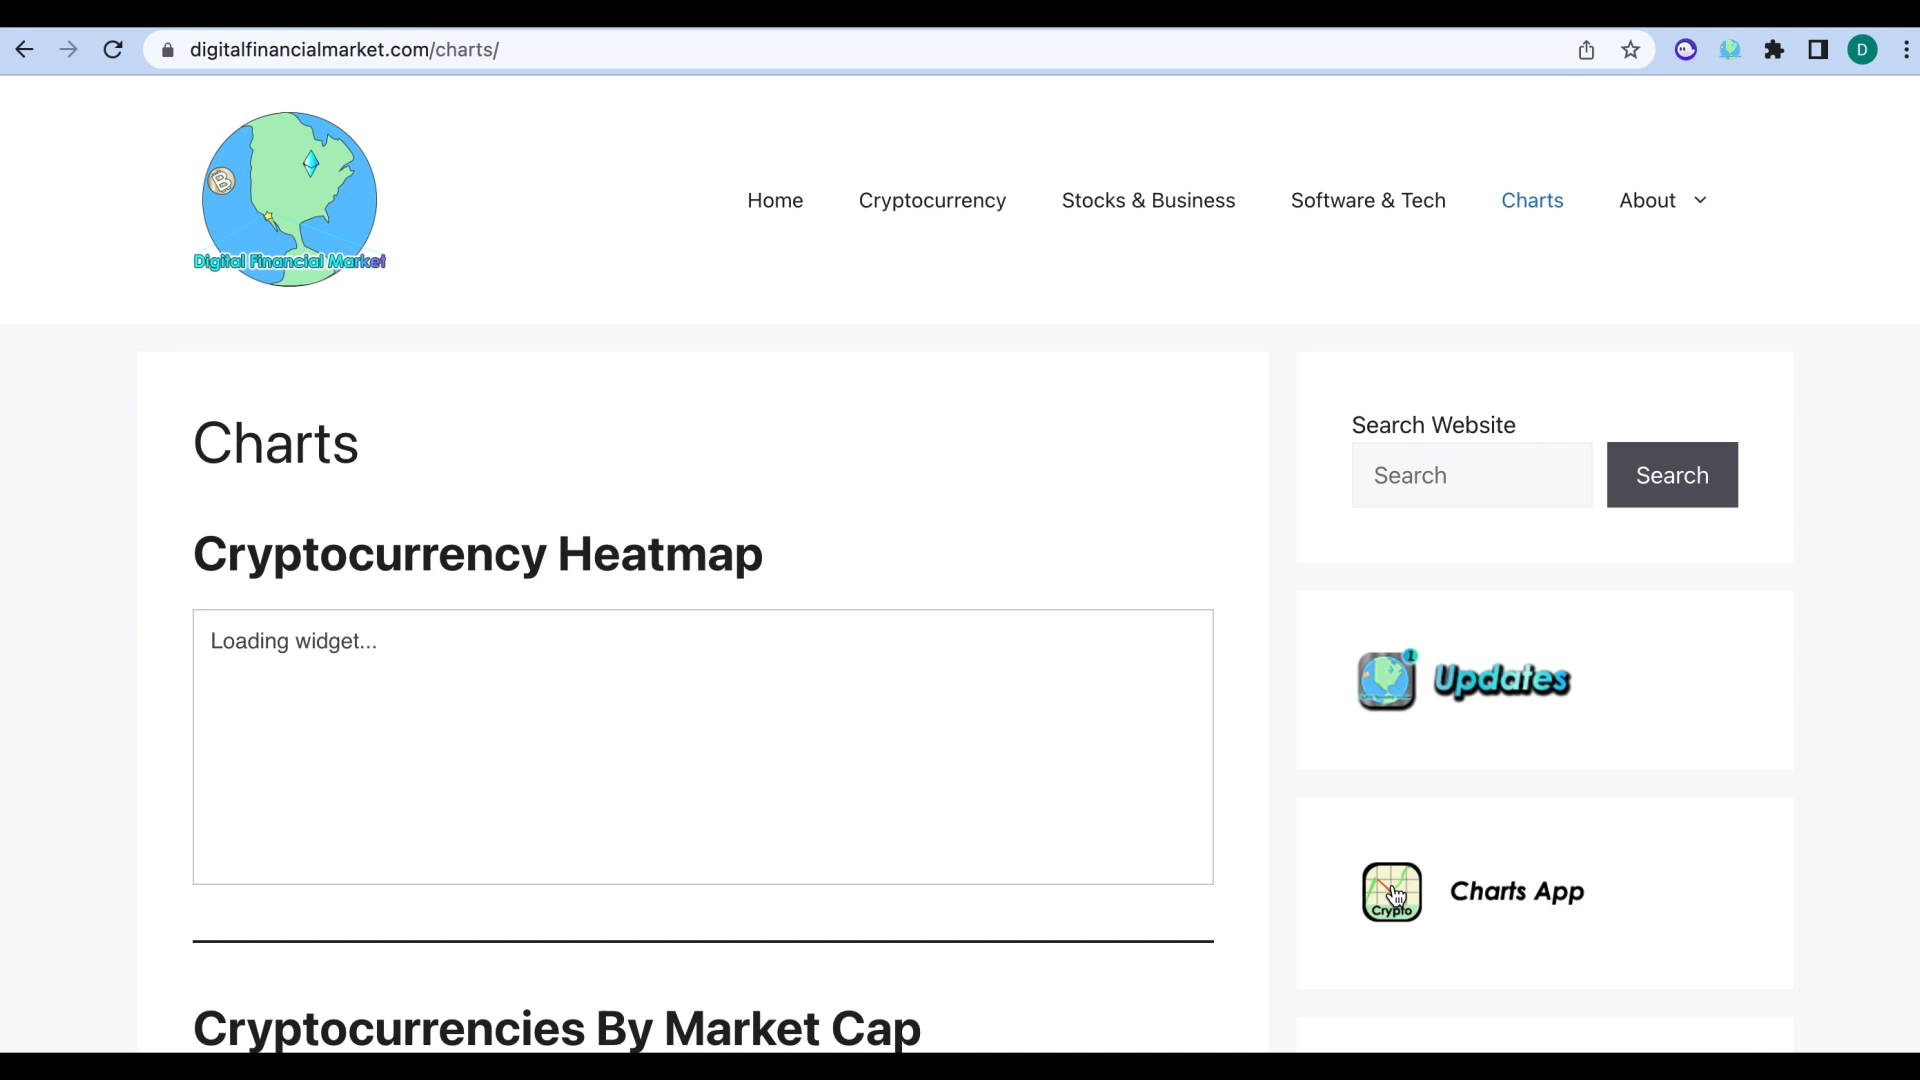 digitalfinancialmarket.com/charts/
D
B
Digital Financial Market
Home Cryptocurrency Stocks & Business Software & Tech Charts About
Charts
Cryptocurrency Heatmap
Loading widget...
Cryptocurrencies By Market Cap
Search Website
Search Search
1
Updates
Crypto
Charts App